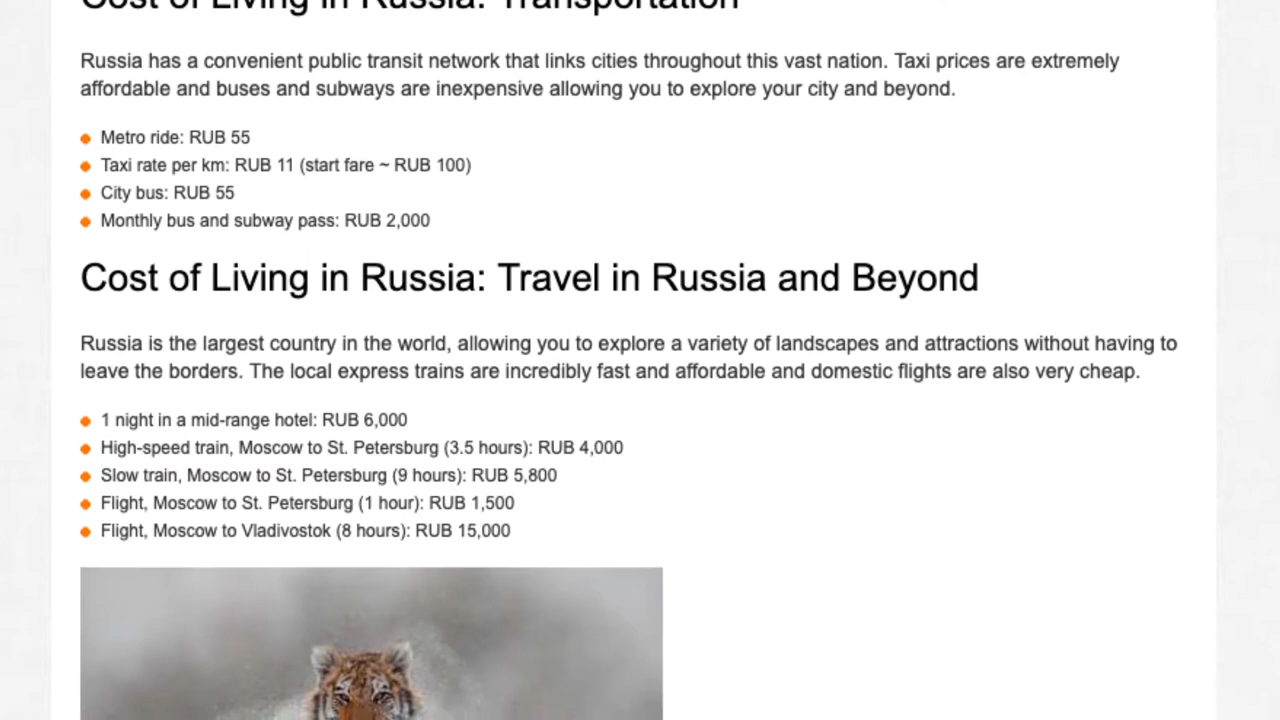 Cost of Living in Russia: Transportation
Russia has a convenient public transit network that links cities throughout this vast nation. Taxi prices are extremely
affordable and buses and subways are inexpensive allowing you to explore your city and beyond.
Metro ride: RUB 55
Taxi rate per km: RUB 11 (start fare ~ RUB 100)
City bus: RUB 55
Monthly bus and subway pass: RUB 2,000
Cost of Living in Russia: Travel in Russia and Beyond
Russia is the largest country in the world, allowing you to explore a variety of landscapes and attractions without having to
leave the borders. The local express trains are incredibly fast and affordable and domestic flights are also very cheap.
1 night in a mid-range hotel: RUB 6,000
High-speed train, Moscow to St. Petersburg (3.5 hours): RUB 4,000
Slow train, Moscow to St. Petersburg (9 hours): RUB 5,800
Flight, Moscow to St. Petersburg (1 hour): RUB 1,500
Flight, Moscow to Vladivostok (8 hours): RUB 15,000